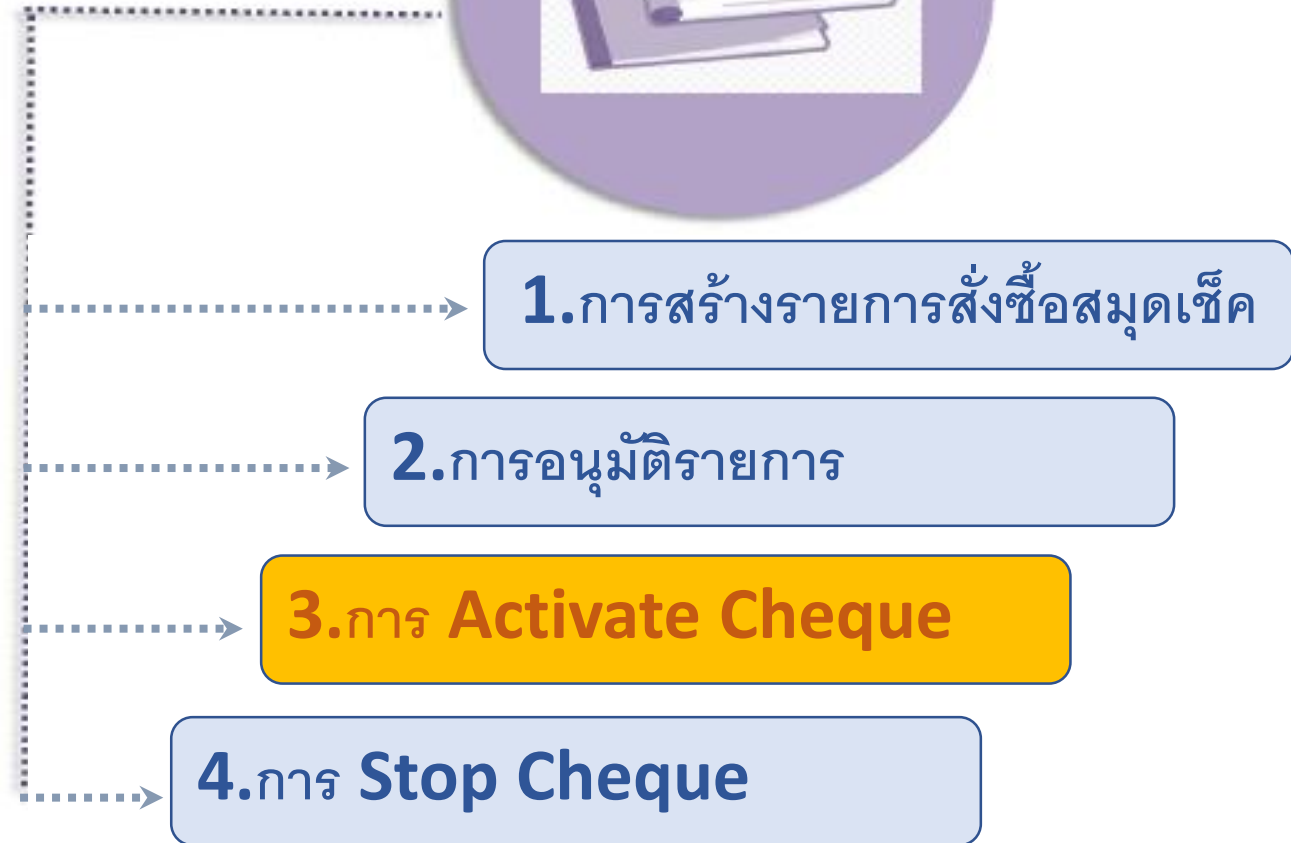 1.การสร้างรายการสั่งซื้อสมุดเช็ค
2.การอนุมัติรายการ
3.การ Activate Cheque
4.การ Stop Cheque